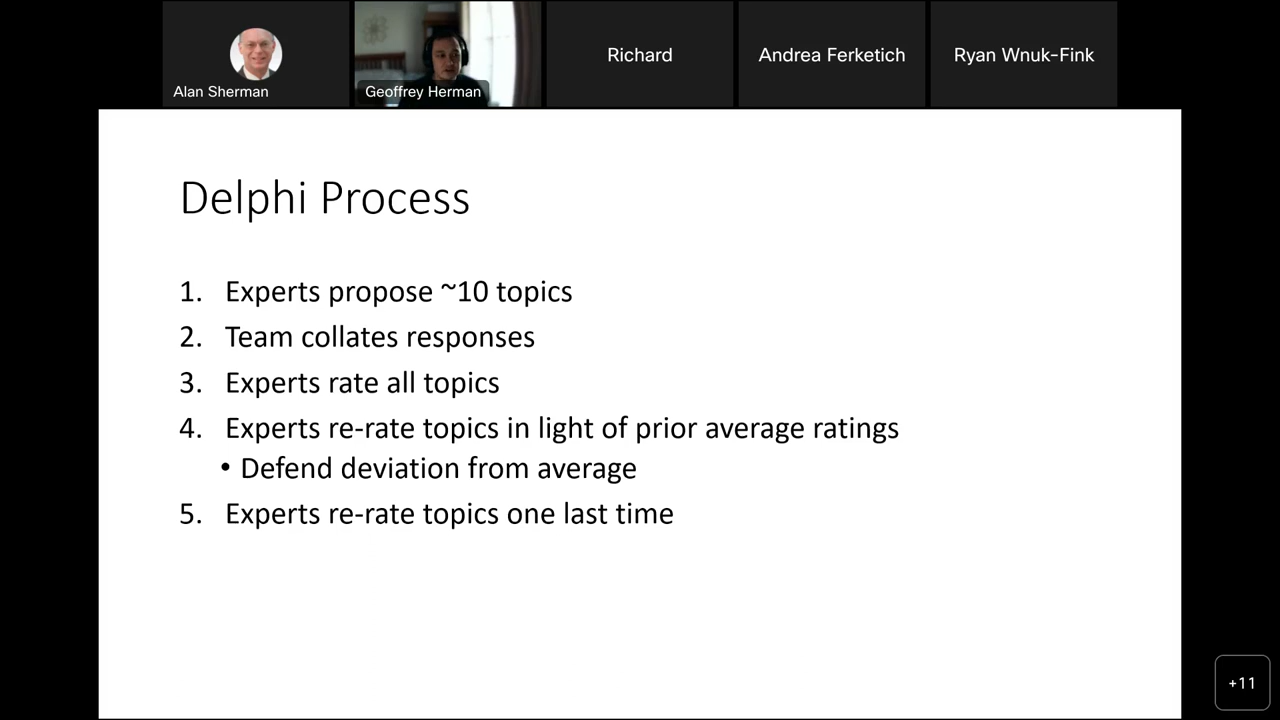 Alan Sherman
Geoffrey Herman
Richard
Andrea Ferketich
Ryan Wnuk-Fink
Delphi Process
1. Experts propose ~10 topics
2. Team collates responses
3. Experts rate all topics
4. Experts re-rate topics in light of prior average ratings
• Defend deviation from average
5. Experts re-rate topics one last time
+11